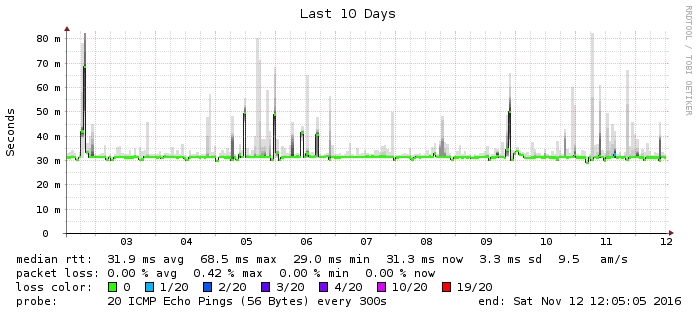 Last 10 Days
RRDTOOL / TOBI OETIKER
Seconds
80 m
70 m
60 m
50 m
40 m
30 m
20 m
10 m
0
03 04 05 06 07 08 09 10 11 12
median rtt: 31.9 ms avg 68.5 ms max 29.0 ms min 31.3 ms now 3.3 ms sd 9.5 am/s
packet loss: 0.00 % avg 0.42 % max 0.00 % min 0.00 % now
loss color: 0 1/20 2/20 3/20 4/20 10/20 19/20
probe: 20 ICMP Echo Pings (56 Bytes) every 300s end: Sat Nov 12 12:05:05 2016